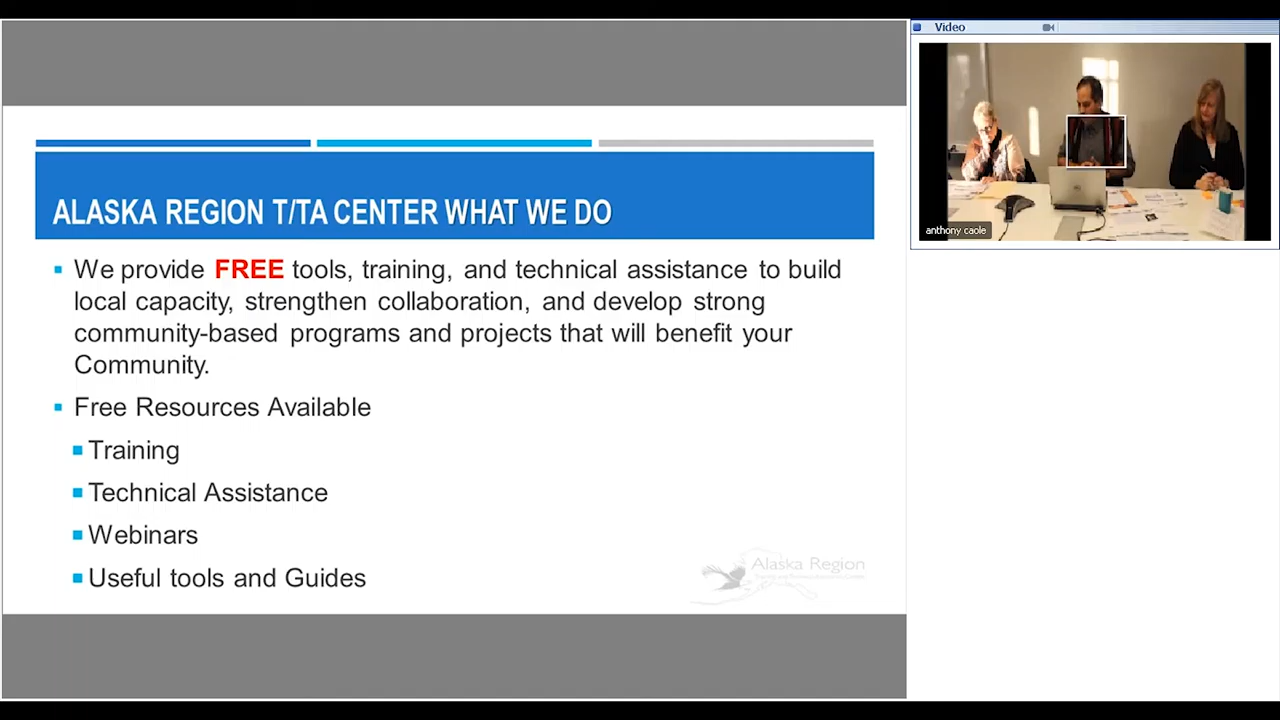 Video
anthony caole
ALASKA REGION T/TA CENTER WHAT WE DO
We provide FREE tools, training, and technical assistance to build
local capacity, strengthen collaboration, and develop strong
community-based programs and projects that will benefit your
Community.
Free Resources Available
Training
Technical Assistance
Webinars
Useful tools and Guides
Alaska Region